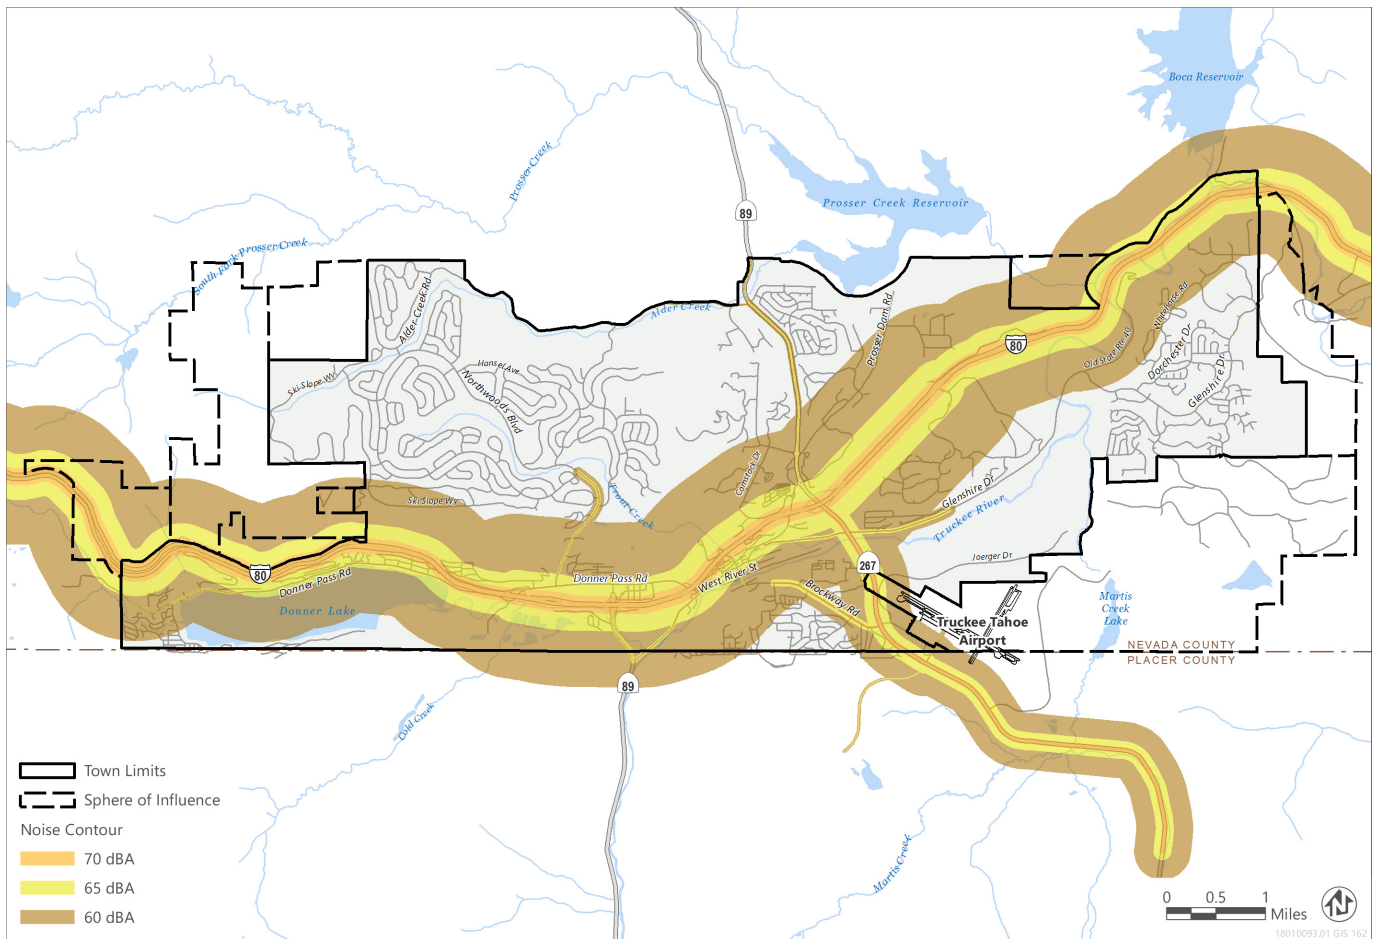 Boca Reservoir
Prosser Creek
Prosser Creek Reservoir
89
South Fork Prosser Creek
Alder Creek Rd
Alder Creek
Prosser Dam Rd
Whitehorse Rd
80
Old State Rte 40
Dorchester Dr
Glenshire Dr
Hansel Ave
Ski Slope Wy
Northwoods Blvd
Comstock Dr
Ski Slope Wy
Trout Creek
Glenshire Dr
Truckee River
Joerger Dr
80
Donner Pass Rd
Donner Pass Rd
West River St
267
Brockway Rd
Donner Lake
Martis
Creek
Lake
Truckee Tahoe
Airport
NEVADA COUNTY
PLACER COUNTY
89
Cold Creek
Martis Creek
Town Limits
Sphere of Influence
Noise Contour
70 dBA
65 dBA
60 dBA
0 0.5 1
Miles
N
18010093.01 GIS 162